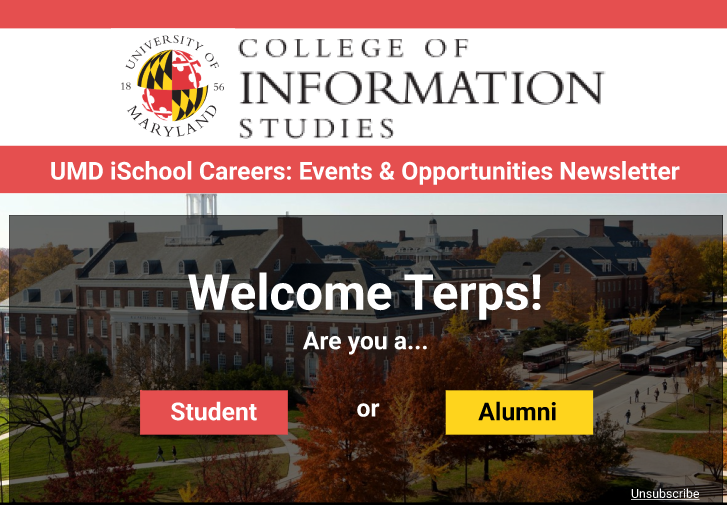 UNIVERSITY OF
18 56
MARYLAND
COLLEGE OF
INFORMATION
STUDIES
UMD iSchool Careers: Events & Opportunities Newsletter
Welcome Terps!
Are you a...
Student or Alumni
Unsubscribe